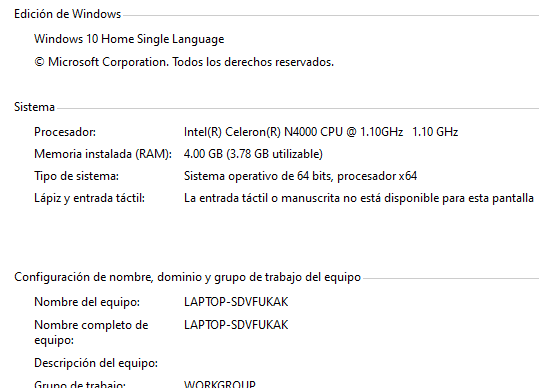 Edición de Windows
Windows 10 Home Single Language
© Microsoft Corporation. Todos los derechos reservados.
Sistema
Procesador: Intel(R) Celeron(R) N4000 CPU @ 1.10GHz 1.10 GHz
Memoria instalada (RAM): 4.00 GB (3.78 GB utilizable)
Tipo de sistema: Sistema operativo de 64 bits, procesador x64
Lápiz y entrada táctil: La entrada táctil o manuscrita no está disponible para esta pantalla
Configuración de nombre, dominio y grupo de trabajo del equipo
Nombre del equipo: LAPTOP-SDVFUKAK
Nombre completo de LAPTOP-SDVFUKAK
equipo:
Descripción del equipo:
Grupo de trabajo: WORKGROUP